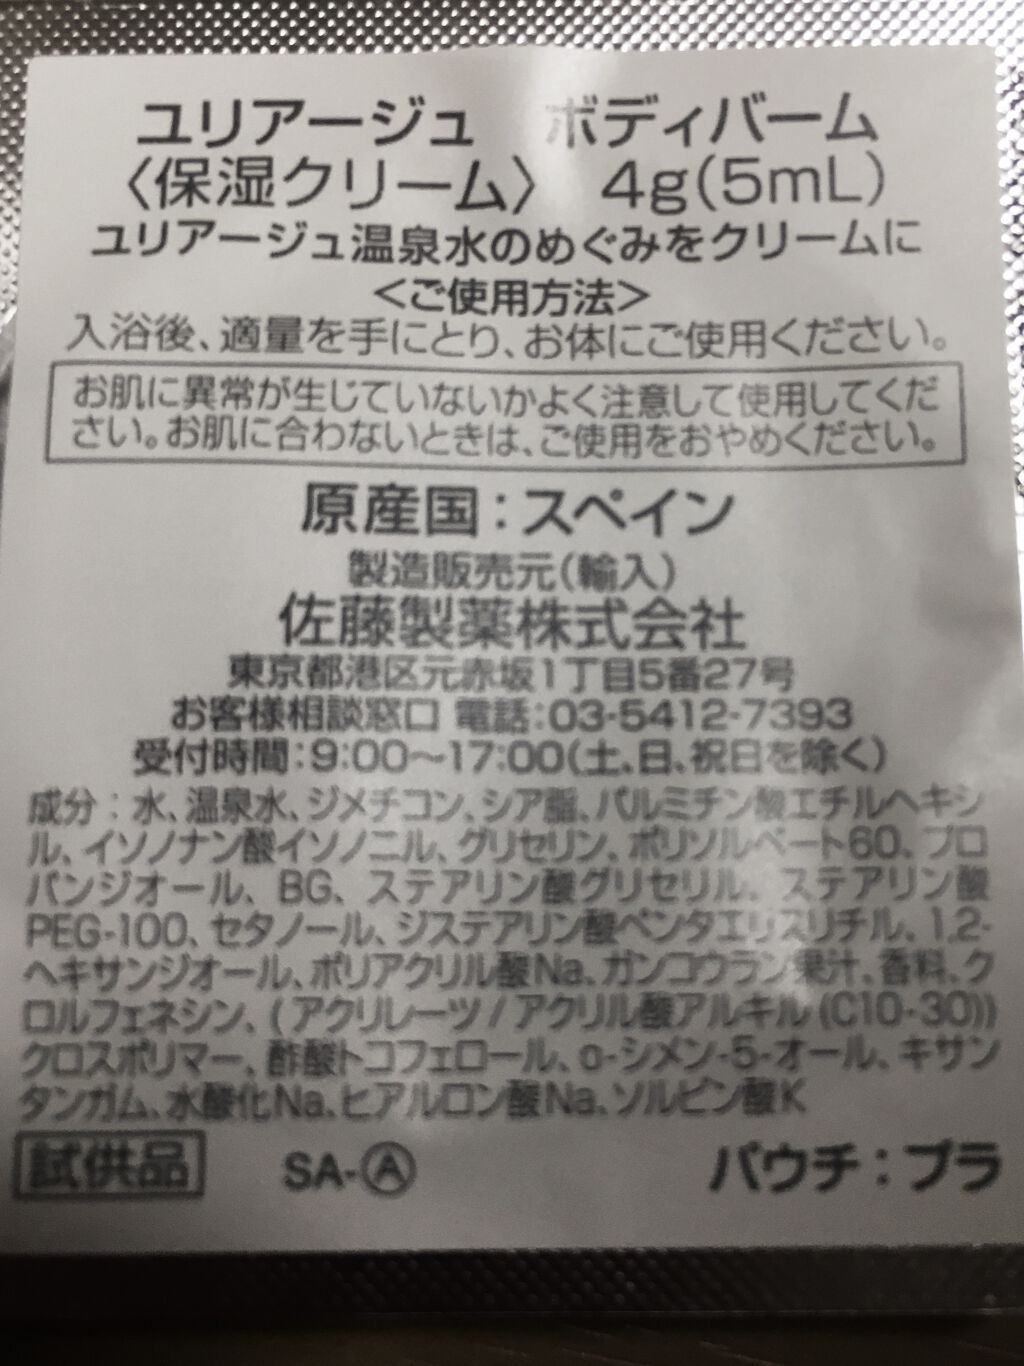 ユリアージュ ボディバーム
〈保湿クリーム〉 4g(5mL)
ユリアージュ温泉水のめぐみをクリームに
＜ご使用方法＞
入浴後、適量を手にとり、お体にご使用ください。
お肌に異常が生じていないかよく注意して使用してくだ
さい。お肌に合わないときは、ご使用をおやめください。
原産国：スペイン
製造販売元(輸入)
佐藤製薬株式会社
東京都港区元赤坂1丁目5番27号
お客様相談窓口 電話：03-5412-7393
受付時間：9:00〜17:00(土、日、祝日を除く)
成分：水、温泉水、ジメチコン、シア脂、パルミチン酸エチルヘキシ
ル、イソノナン酸イソノニル、グリセリン、ポリソルベート60、プロ
パンジオール、BG、ステアリン酸グリセリル、ステアリン酸
PEG-100、セタノール、ジステアリン酸ペンタエリスリチル、1,2-
ヘキサンジオール、ポリアクリル酸Na、ガンコウラン果汁、香料、ク
ロルフェネシン、(アクリレーツ/アクリル酸アルキル(C10-30))
クロスポリマー、酢酸トコフェロール、o-シメン-5-オール、キサン
タンガム、水酸化Na、ヒアルロン酸Na、ソルビン酸K
試供品 SA-Ⓐ パウチ：プラ